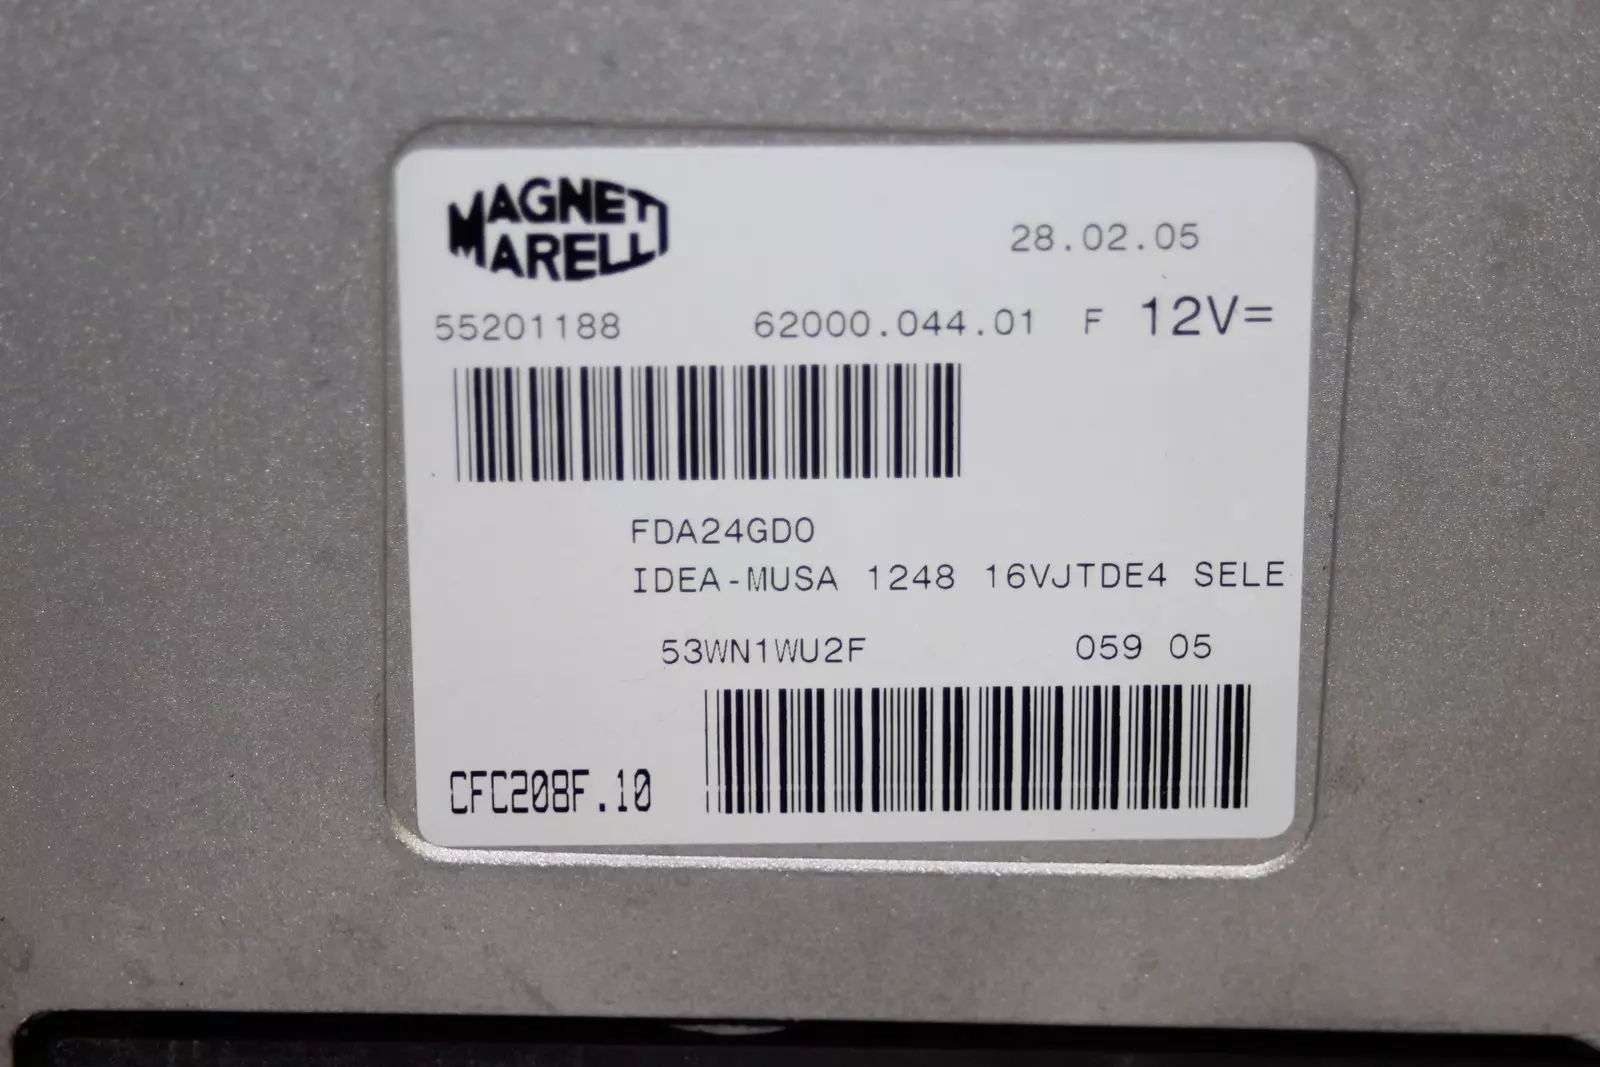 MAGNETI
MARELLI
28.02.05
55201188 62000.044.01 F 12V=
FDA24GD0
IDEA-MUSA 1248 16VJTDE4 SELE
53WN1WU2F 059 05
CFC208F.10